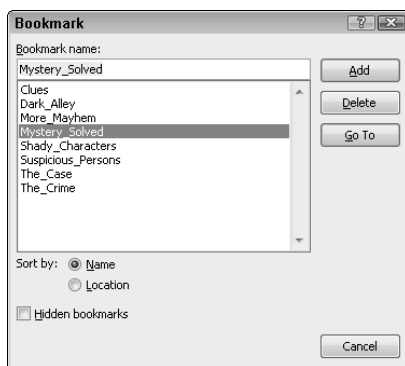 Bookmark
Bookmark name:
Mystery_Solved
Add
Clues
Dark_Alley
More_Mayhem
Mystery_Solved
Shady_Characters
Suspicious_Persons
The_Case
The_Crime
Delete
Go To
Sort by:
Name
Location
Hidden bookmarks
Cancel